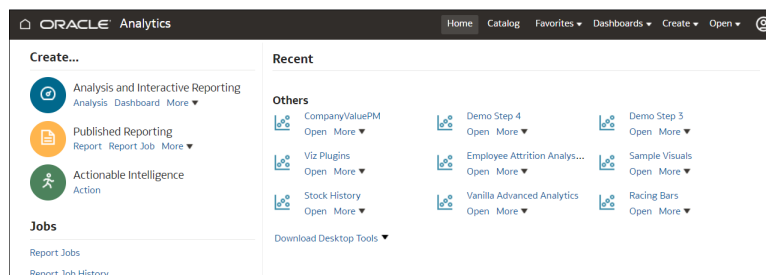 ORACLE Analytics
Home Catalog Favorites Dashboards Create Open
Create...
Analysis and Interactive Reporting
Analysis Dashboard More
Published Reporting
Report Report Job More
Actionable Intelligence
Action
Jobs
Report Jobs
Report Job History
Recent
Others
CompanyValuePM
Open More
Demo Step 4
Open More
Demo Step 3
Open More
Viz Plugins
Open More
Employee Attrition Analys...
Open More
Sample Visuals
Open More
Stock History
Open More
Vanilla Advanced Analytics
Open More
Racing Bars
Open More
Download Desktop Tools